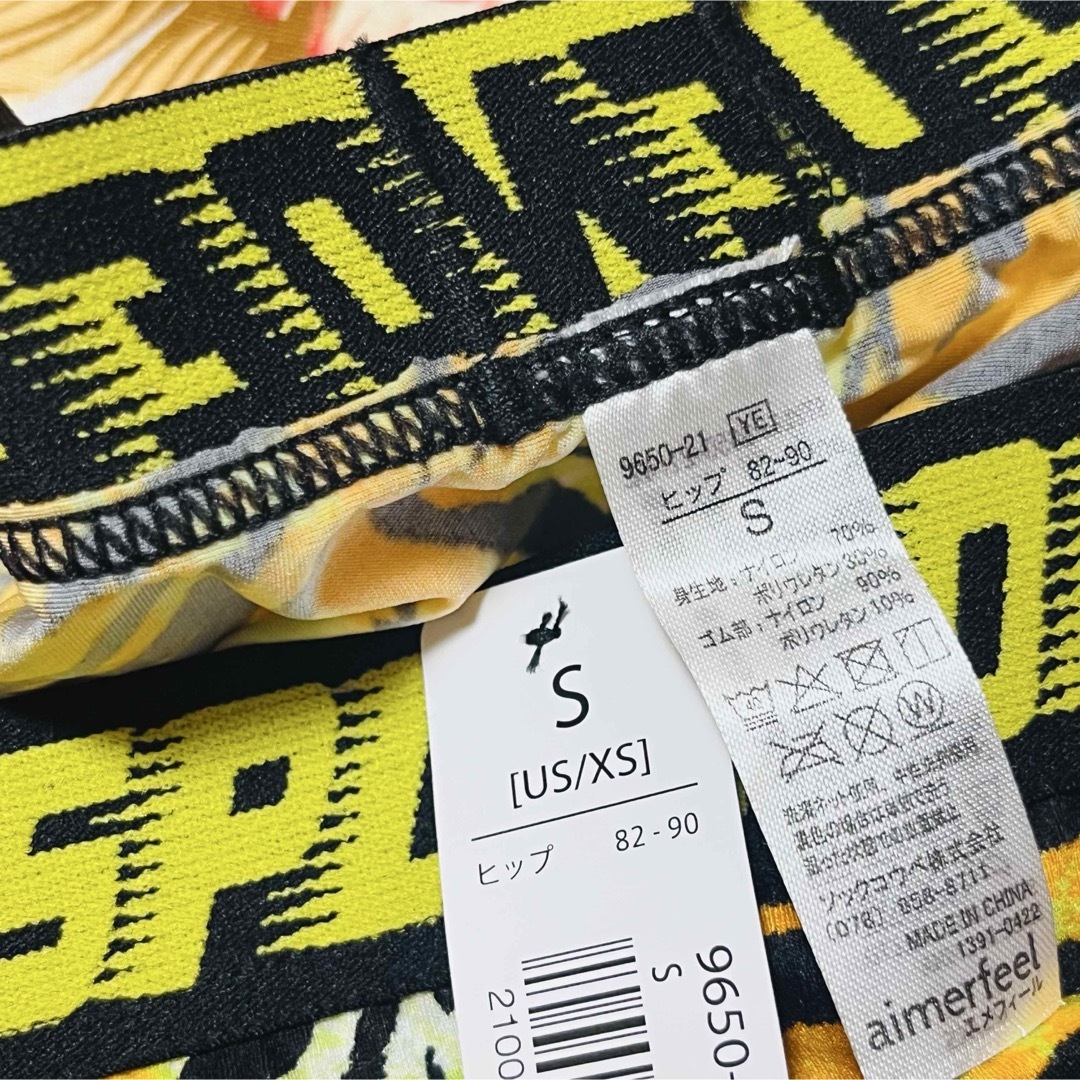 9650-21 YE
ヒップ 82~90
S
身生地:ナイロン 70%
ポリウレタン 30%
ゴム部:ナイロン 90%
ポリウレタン 10%
W
ソックコウベ株式会社
(078) 858-8711
MADE IN CHINA
1391-0422
aimerfeel
エメフィール
S
[US/XS]
ヒップ 82 - 90
9650-
S
2100